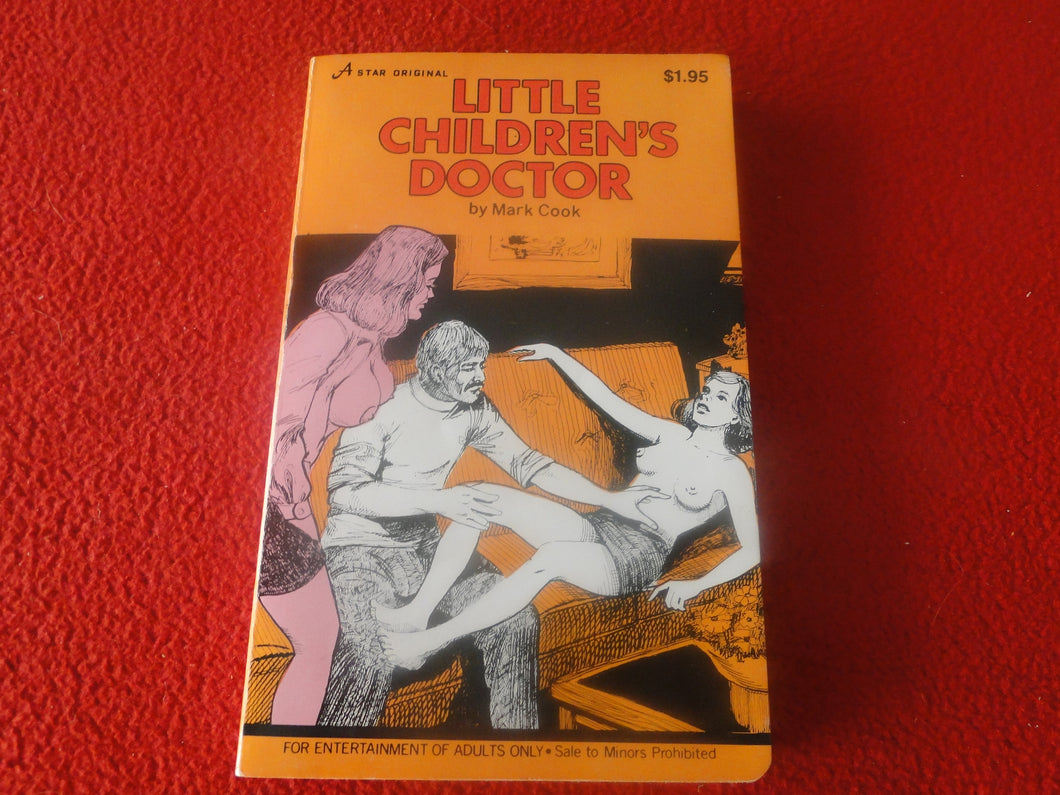 A STAR ORIGINAL
$1.95
LITTLE
CHILDREN'S
DOCTOR
by Mark Cook
FOR ENTERTAINMENT OF ADULTS ONLY • Sale to Minors Prohibited